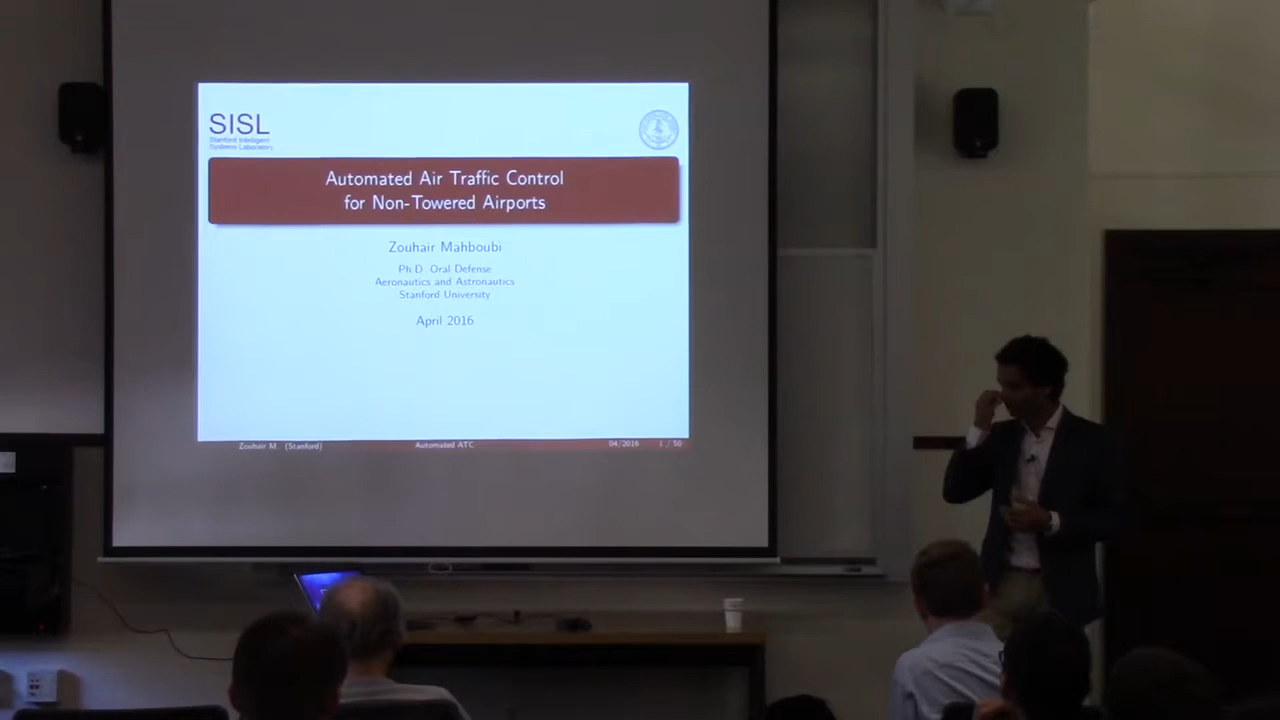 SISL
Stanford Intelligent
Systems Laboratory
Automated Air Traffic Control
for Non-Towered Airports
Zouhair Mahboubi
Ph.D. Oral Defense
Aeronautics and Astronautics
Stanford University
April 2016
Zouhair M. (Stanford) Automated ATC 04/2016 1 / 50